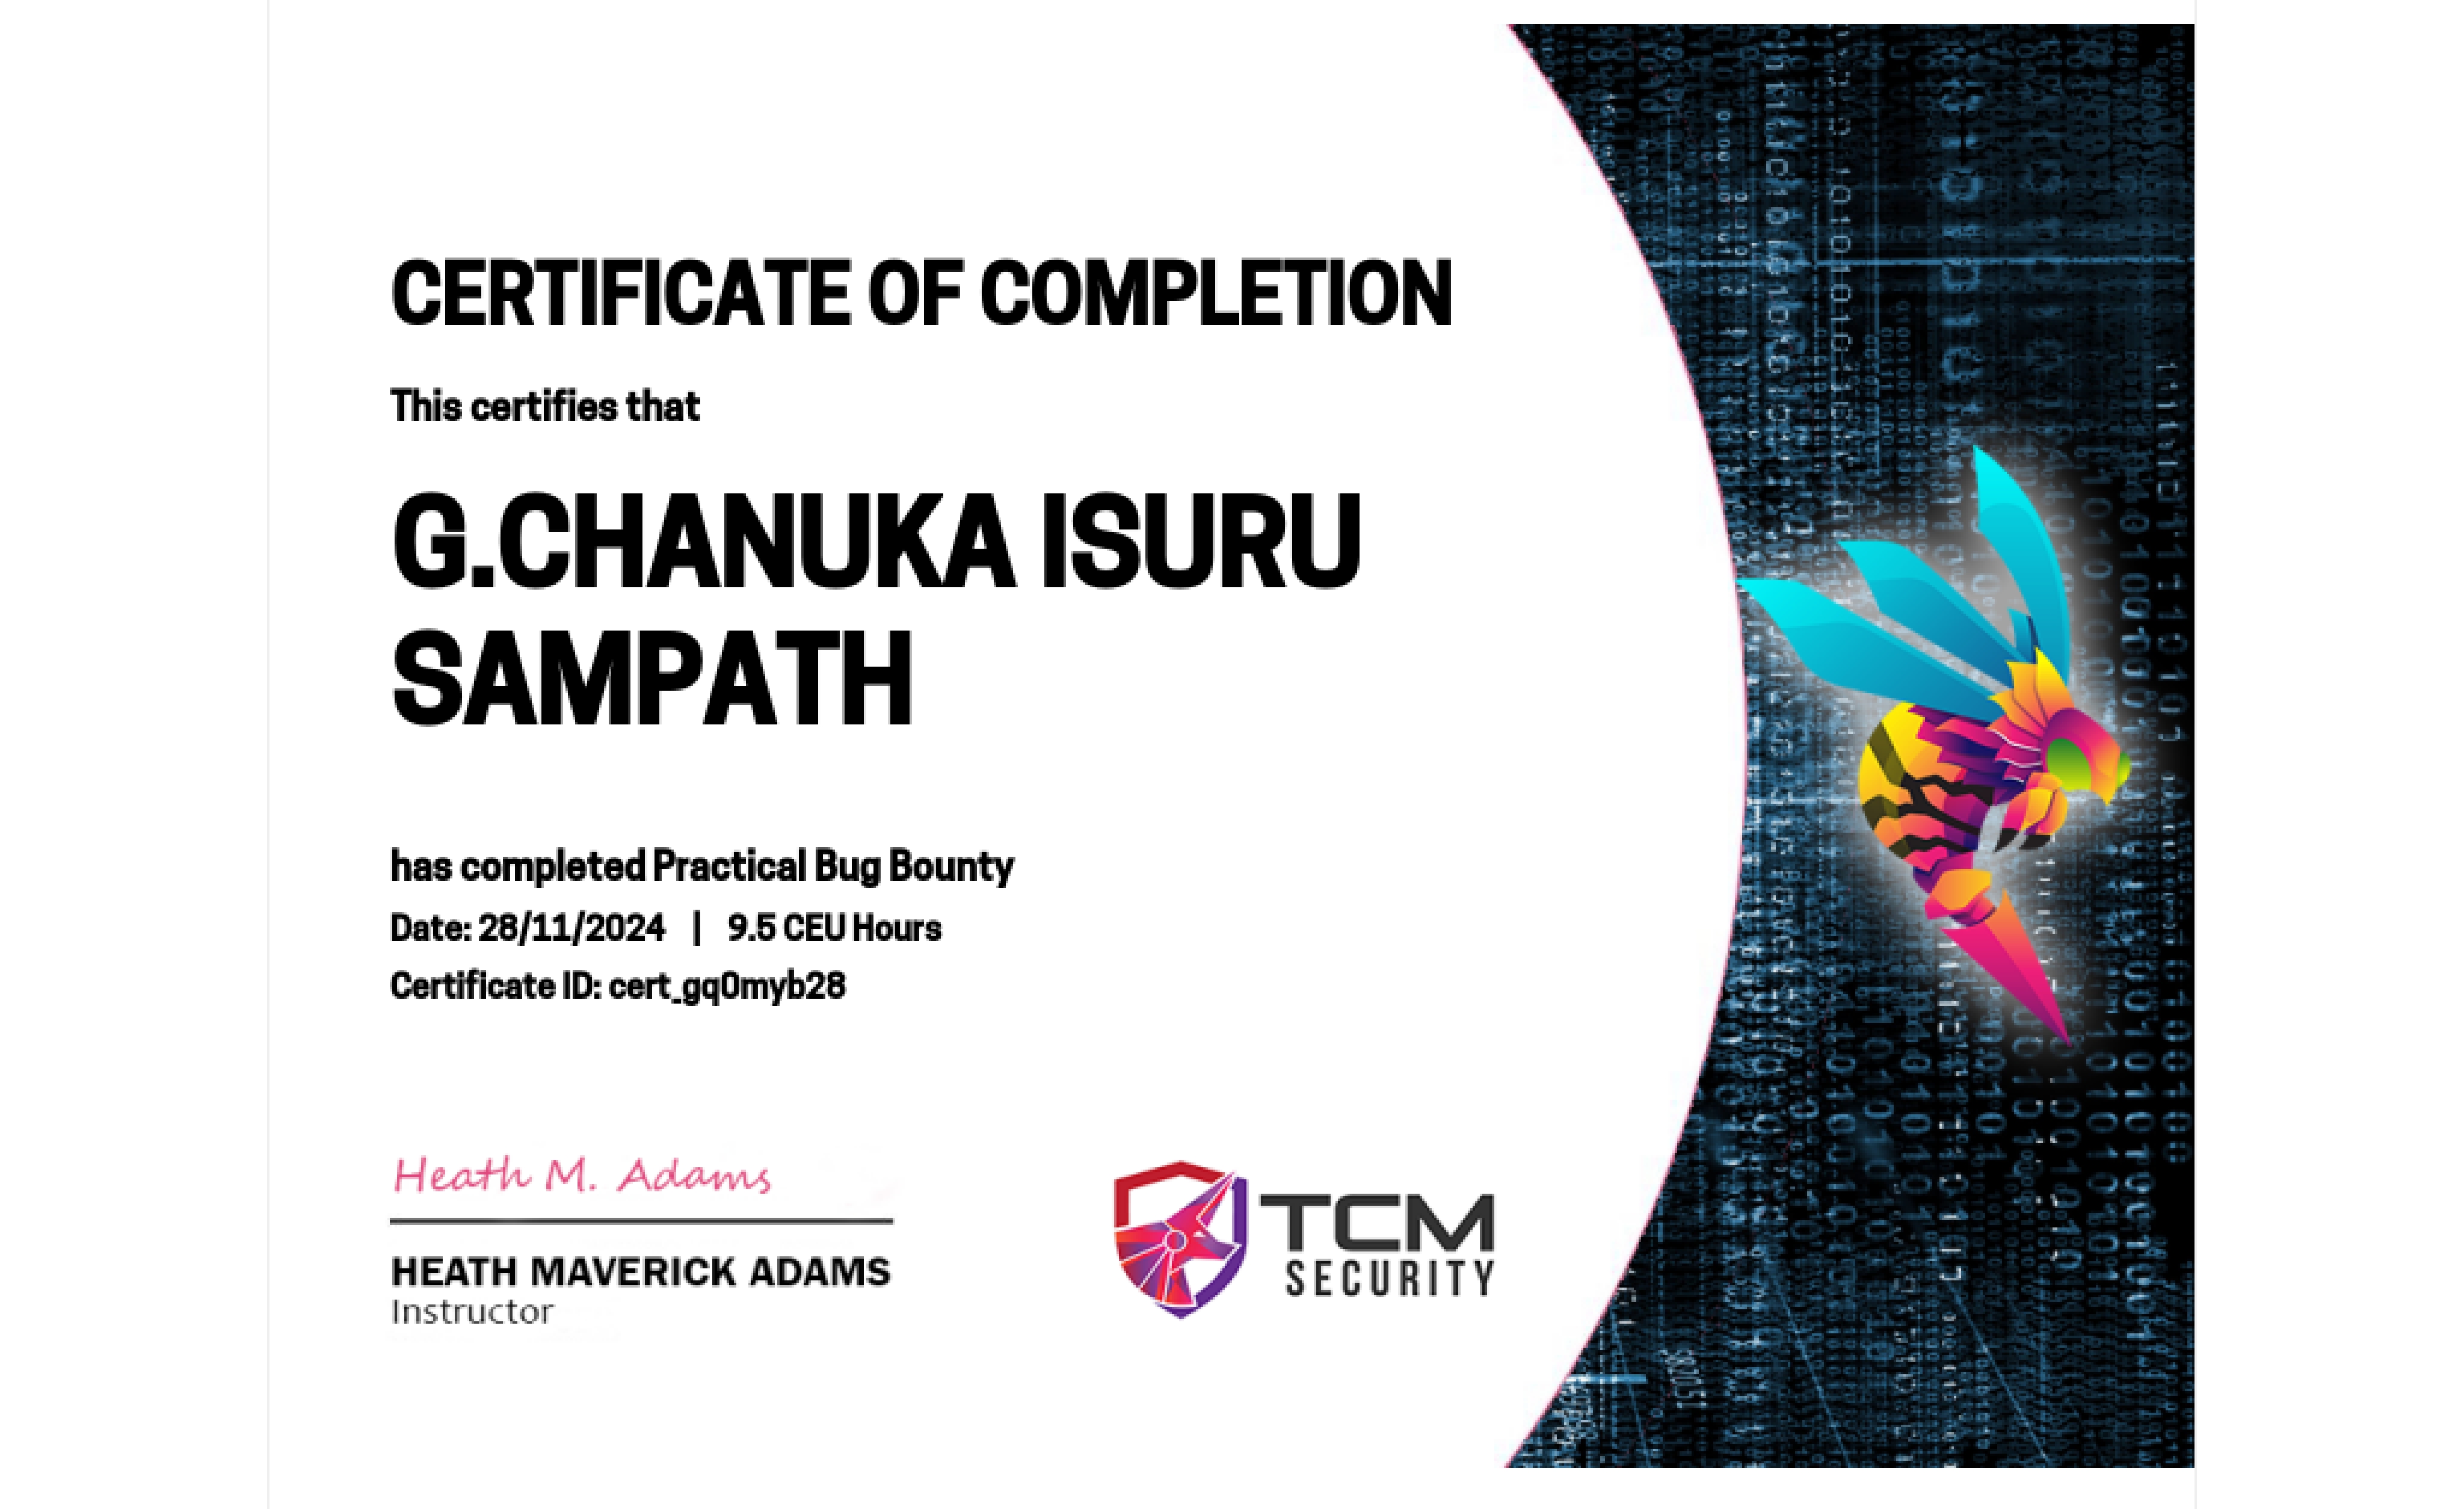 CERTIFICATE OF COMPLETION
This certifies that
G.CHANUKA ISURU
SAMPATH
has completed Practical Bug Bounty
Date: 28/11/2024 | 9.5 CEU Hours
Certificate ID: cert_gq0myb28
Heath M. Adams
HEATH MAVERICK ADAMS
Instructor
TCM
SECURITY